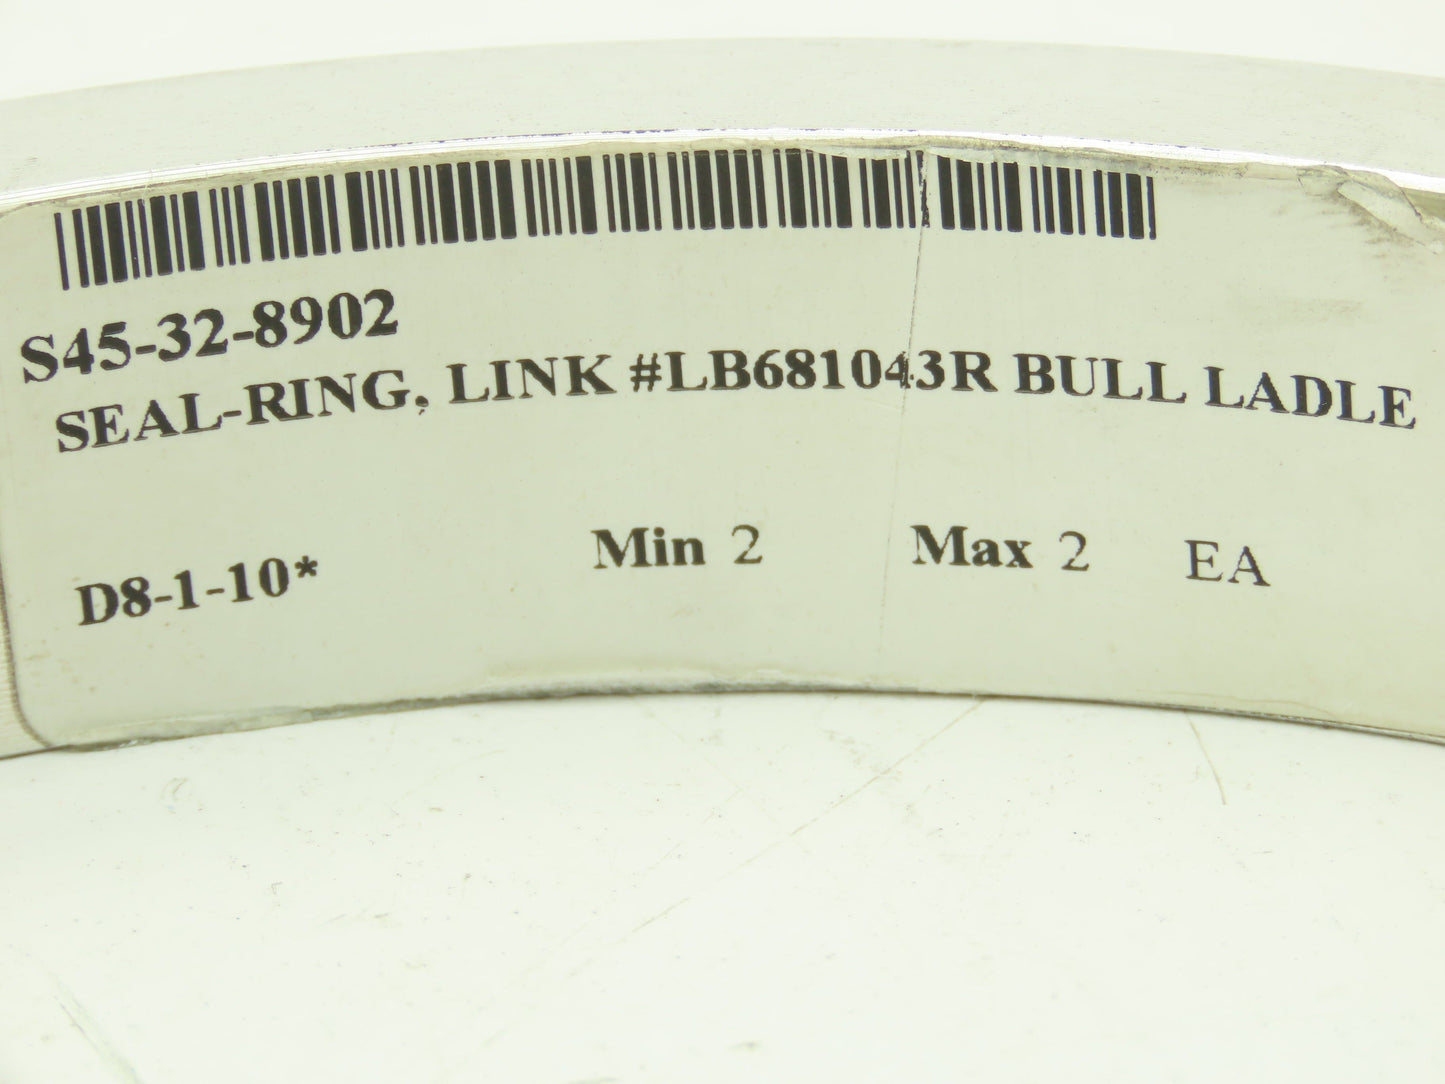 S45-32-8902
SEAL-RING, LINK #LB681043R BULL LADLE
D8-1-10* Min 2 Max 2 EA